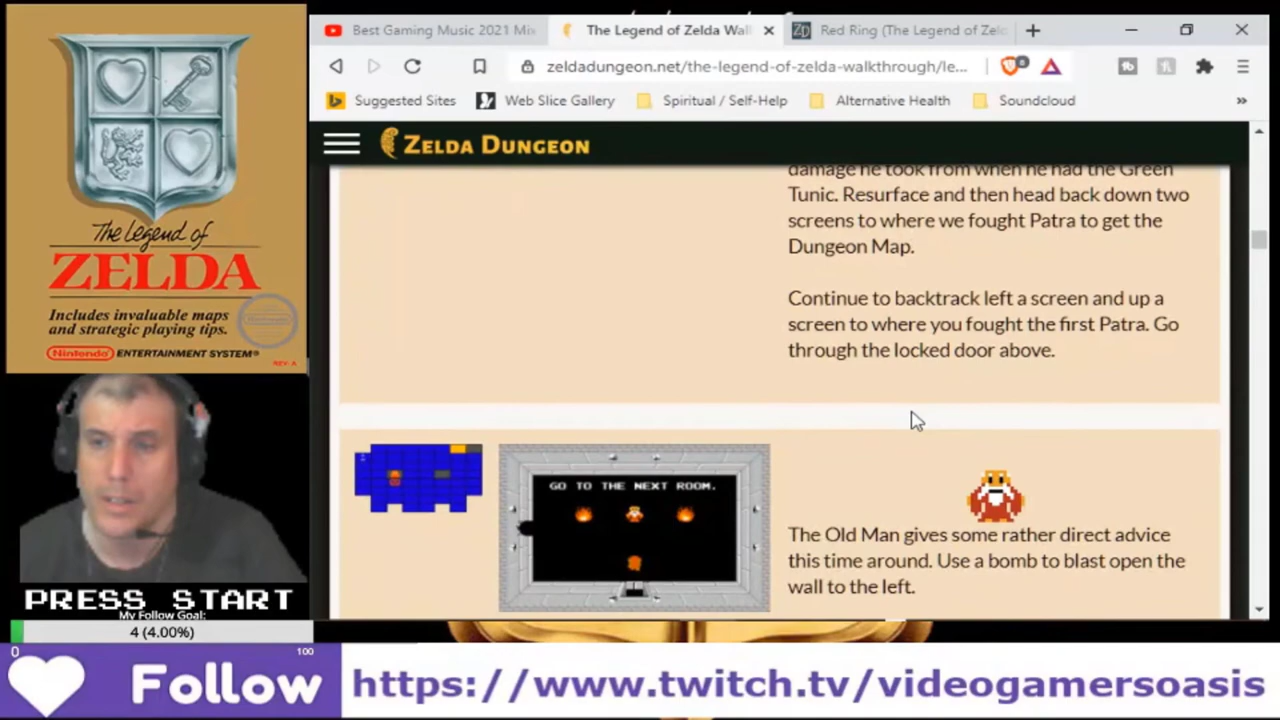 Best Gaming Music 2021 Mix
The Legend of Zelda Wal
Red Ring (The Legend of Zeld
zeldadungeon.net/the-legend-of-zelda-walkthrough/le...
Suggested Sites
Web Slice Gallery
Spiritual / Self-Help
Alternative Health
Soundcloud
»
ZELDA DUNGEON
damage he took from when he had the Green
Tunic. Resurface and then head back down two
screens to where we fought Patra to get the
Dungeon Map.
Continue to backtrack left a screen and up a
screen to where you fought the first Patra. Go
through the locked door above.
GO TO THE NEXT ROOM.
The Old Man gives some rather direct advice
this time around. Use a bomb to blast open the
wall to the left.
The Legend of
ZELDA
Includes invaluable maps
and strategic playing tips.
Nintendo ENTERTAINMENT SYSTEM®
REV-A
PRESS START
My Follow Goal:
4 (4.00%)
0 100
Follow
https://www.twitch.tv/videogamersoasis